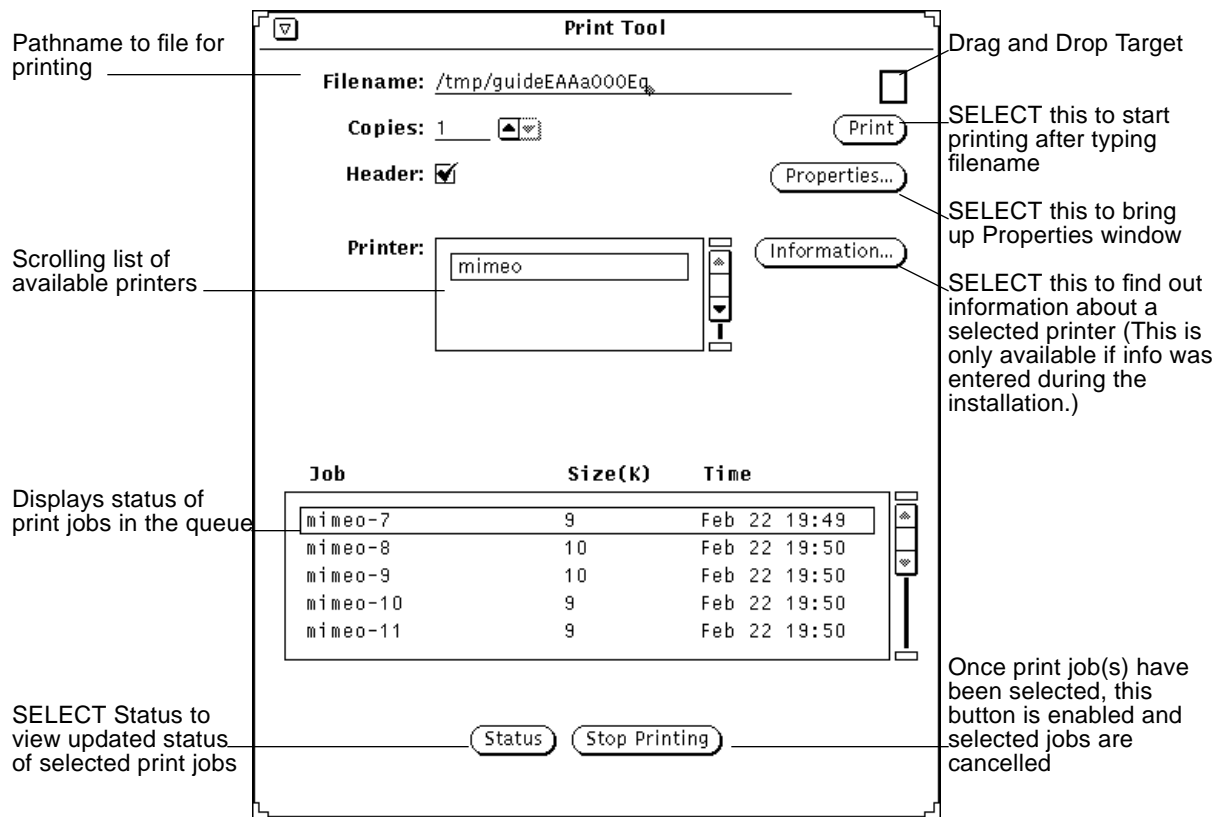 Print Tool
Pathname to file for
printing
Filename: /tmp/guideEAAa000Eq
Drag and Drop Target
Copies: 1
Print
SELECT this to start
printing after typing
filename
Header:
Properties...
SELECT this to bring
up Properties window
Printer:
mimeo
Information...
Scrolling list of
available printers
SELECT this to find out
information about a
selected printer (This is
only available if info was
entered during the
installation.)
Job Size(K) Time
Displays status of
print jobs in the queue
mimeo-7 9 Feb 22 19:49
mimeo-8 10 Feb 22 19:50
mimeo-9 10 Feb 22 19:50
mimeo-10 9 Feb 22 19:50
mimeo-11 9 Feb 22 19:50
SELECT Status to
view updated status
of selected print jobs
Status
Stop Printing
Once print job(s) have
been selected, this
button is enabled and
selected jobs are
cancelled